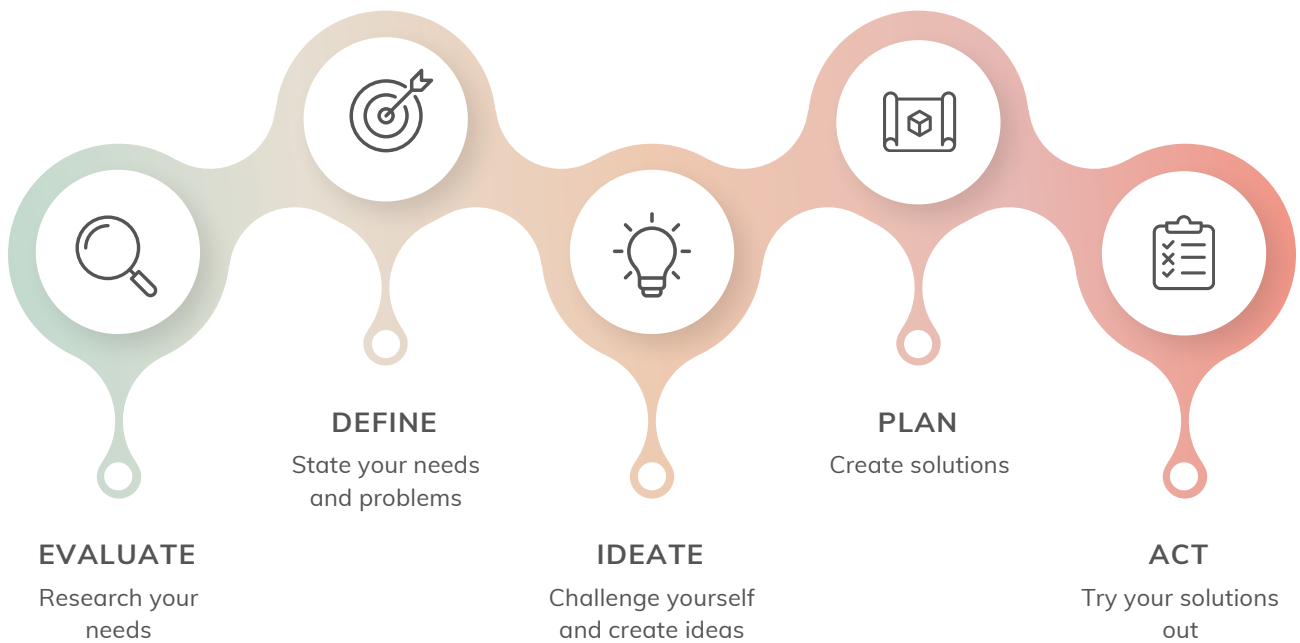 EVALUATE
Research your
needs
DEFINE
State your needs
and problems
IDEATE
Challenge yourself
and create ideas
PLAN
Create solutions
ACT
Try your solutions
out